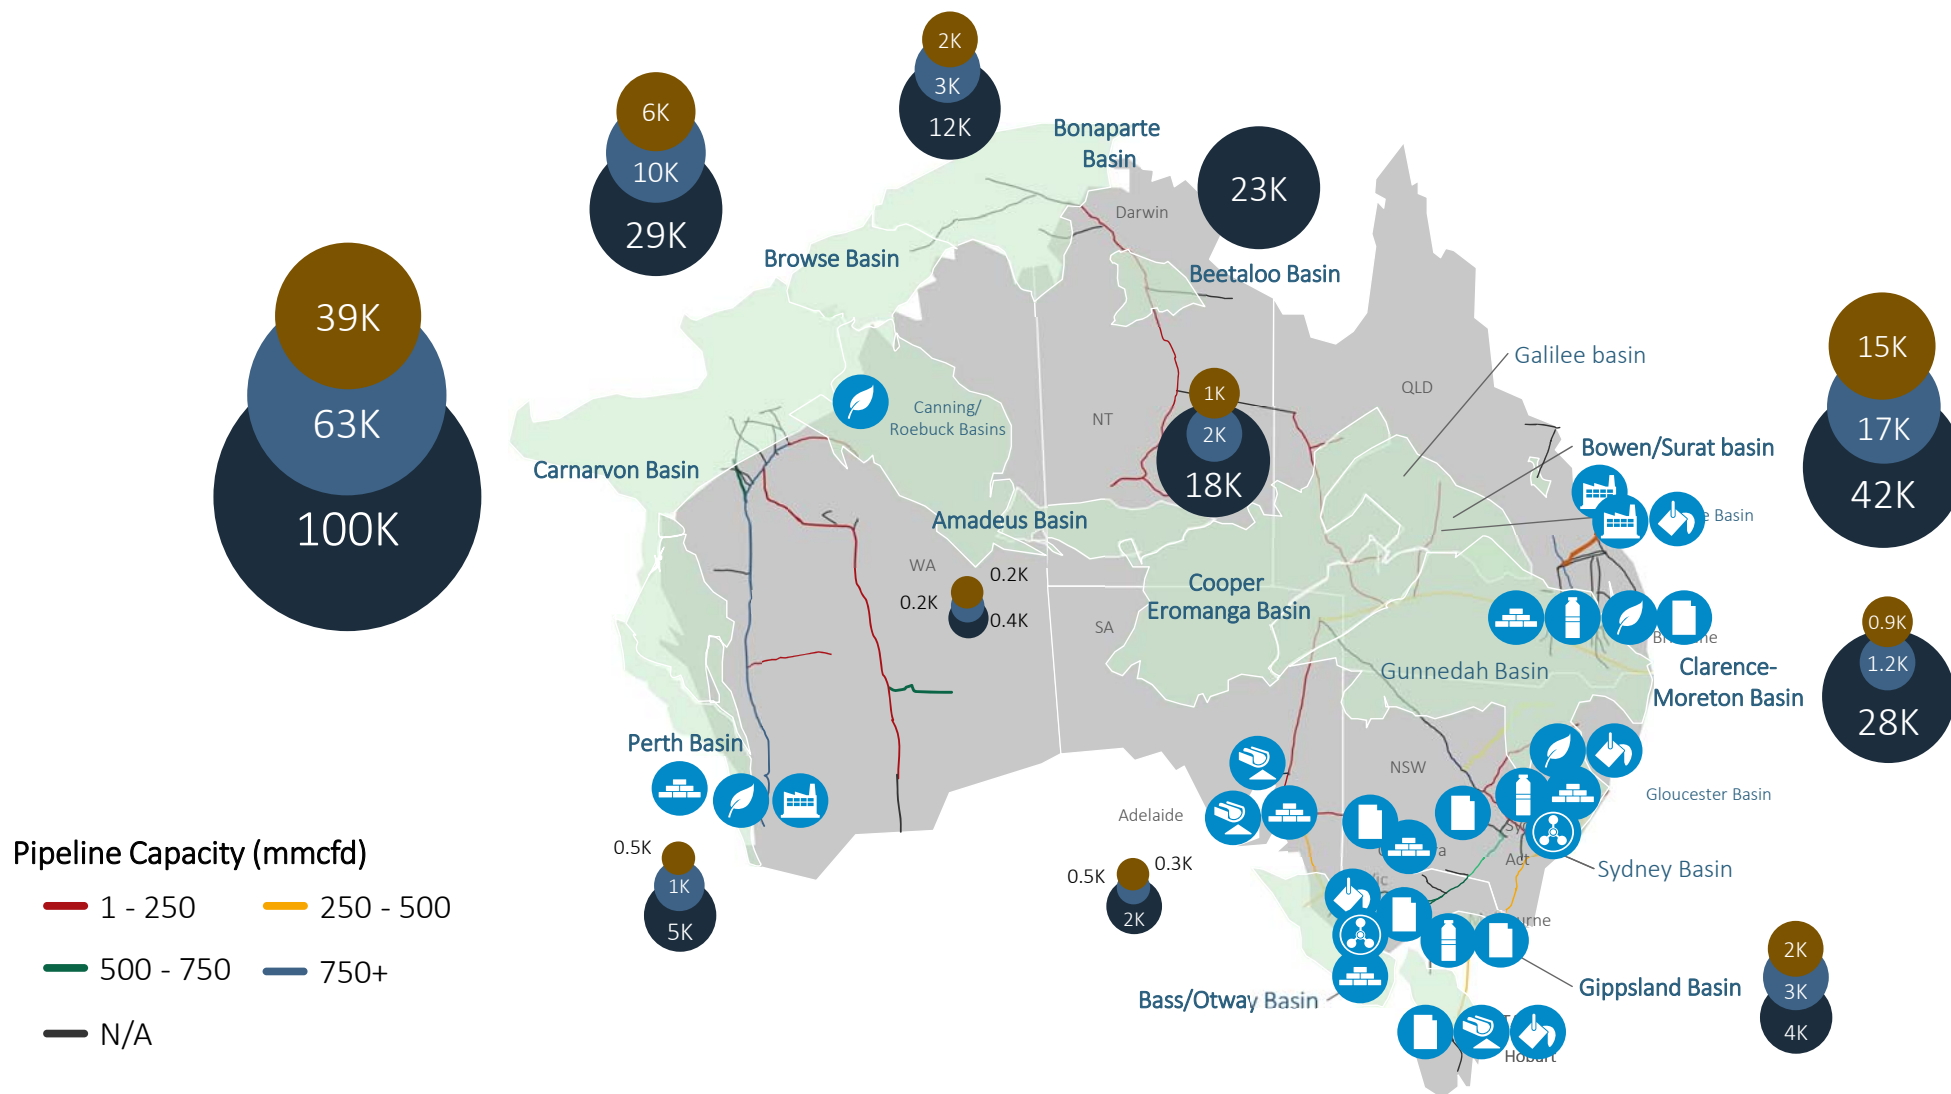 2K
3K
12K
6K
10K
29K
Bonaparte
Basin
23K
Darwin
Browse Basin
Beetaloo Basin
39K
63K
100K
Galilee basin
QLD
15K
17K
42K
1K
2K
18K
NT
Canning/
Roebuck Basins
Carnarvon Basin
Bowen/Surat basin
Amadeus Basin
e Basin
WA
0.2K
0.2K
0.4K
Cooper
Eromanga Basin
SA
0.9K
1.2K
28K
Gunnedah Basin
Clarence-
Moreton Basin
Perth Basin
NSW
Adelaide
Gloucester Basin
Act
Sydney Basin
0.5K
1K
5K
0.5K
0.3K
2K
Gippsland Basin
Bass/Otway Basin
2K
3K
4K
Hobart
Pipeline Capacity (mmcfd)
1 - 250
250 - 500
500 - 750
750+
N/A